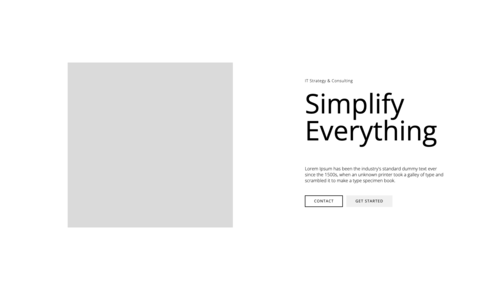 IT Strategy & Consulting
Simplify
Everything
Lorem Ipsum has been the industry's standard dummy text ever
since the 1500s, when an unknown printer took a galley of type and
scrambled it to make a type specimen book
CONTACT
GET STARTED